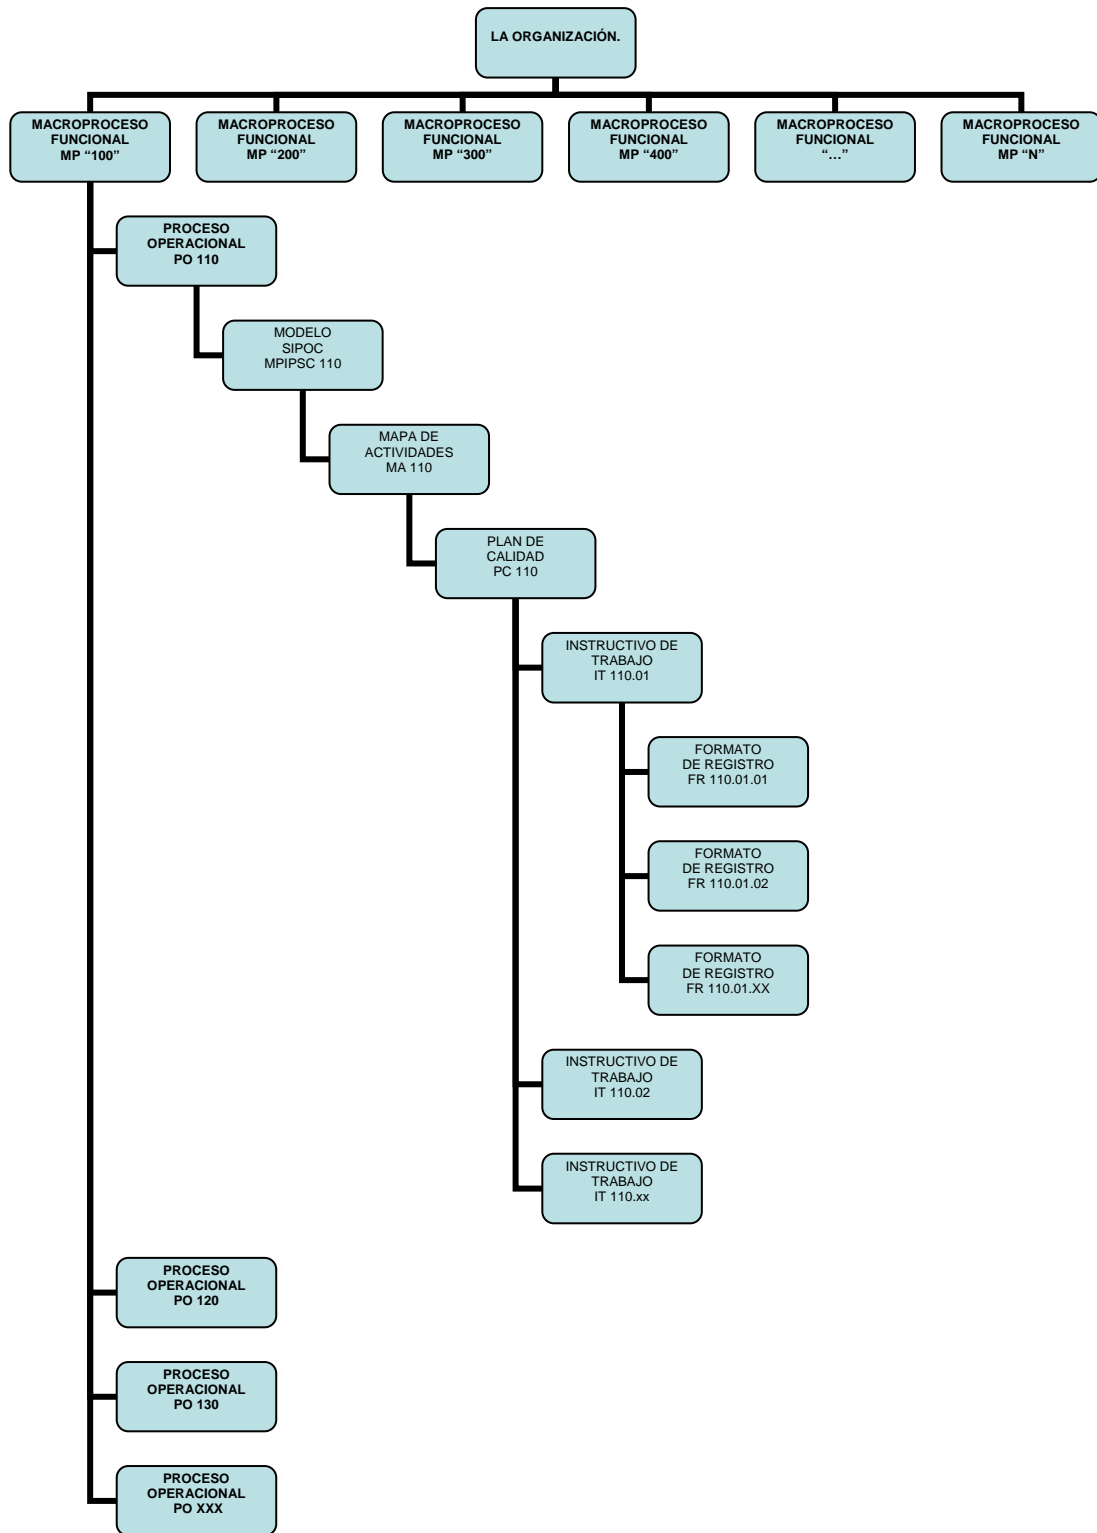 LA ORGANIZACIÓN.
MACROPROCESO
FUNCIONAL
MP “100”
MACROPROCESO
FUNCIONAL
MP “200”
MACROPROCESO
FUNCIONAL
MP “300”
MACROPROCESO
FUNCIONAL
MP “400”
MACROPROCESO
FUNCIONAL
“...”
MACROPROCESO
FUNCIONAL
MP “N”
PROCESO
OPERACIONAL
PO 110
MODELO
SIPOC
MPIPSC 110
MAPA DE
ACTIVIDADES
MA 110
PLAN DE
CALIDAD
PC 110
INSTRUCTIVO DE
TRABAJO
IT 110.01
FORMATO
DE REGISTRO
FR 110.01.01
FORMATO
DE REGISTRO
FR 110.01.02
FORMATO
DE REGISTRO
FR 110.01.XX
INSTRUCTIVO DE
TRABAJO
IT 110.02
INSTRUCTIVO DE
TRABAJO
IT 110.xx
PROCESO
OPERACIONAL
PO 120
PROCESO
OPERACIONAL
PO 130
PROCESO
OPERACIONAL
PO XXX